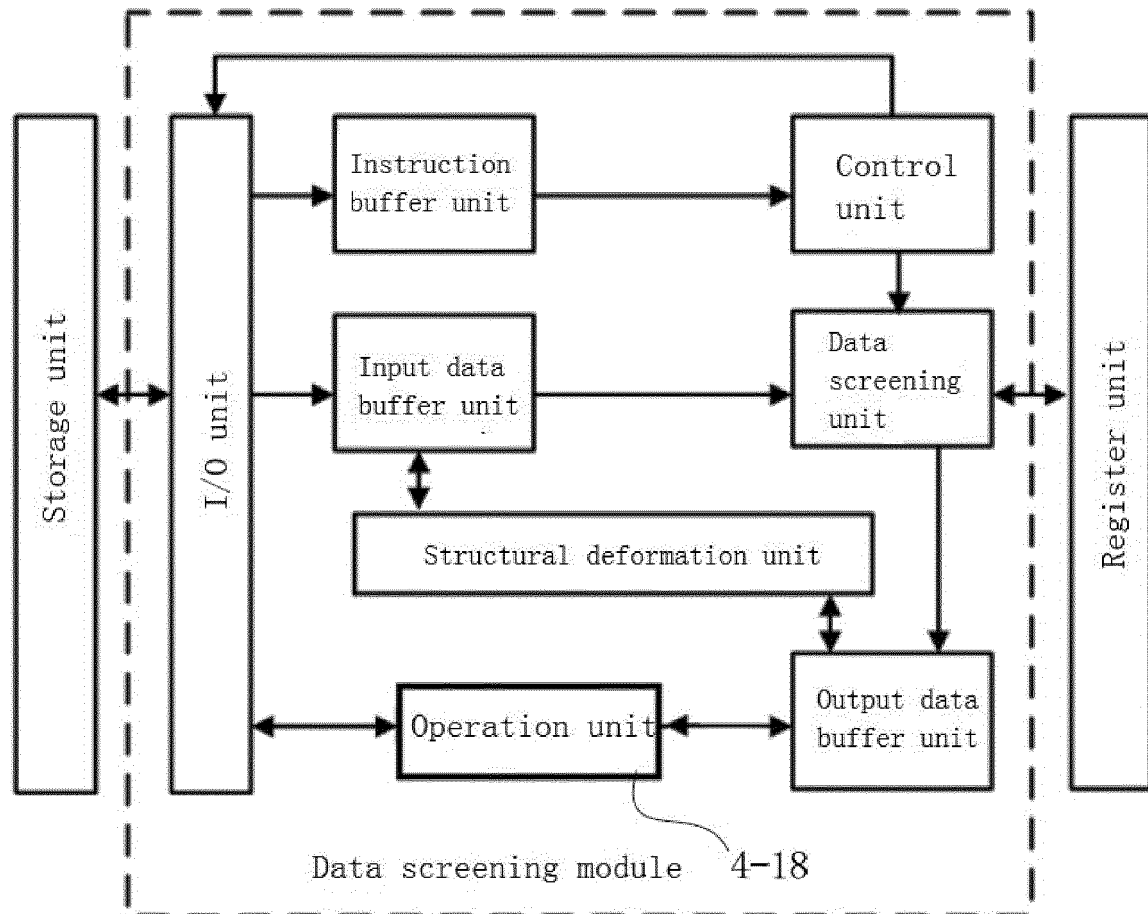 Storage unit
I/O unit
Instruction
buffer unit
Control
unit
Input data
buffer unit
Data
screening
unit
Register unit
Structural deformation unit
Operation unit
Output data
buffer unit
Data screening module
4-18